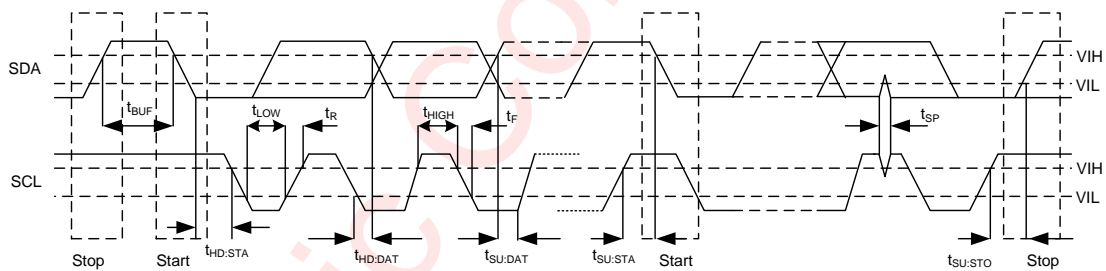 SDA
VIH
VIL
tBUF
tLOW
tR
tHIGH
tF
tSP
SCL
VIH
VIL
Stop
Start
tHD:STA
tHD:DAT
tSU:DAT
tSU:STA
Start
tSU:STO
Stop